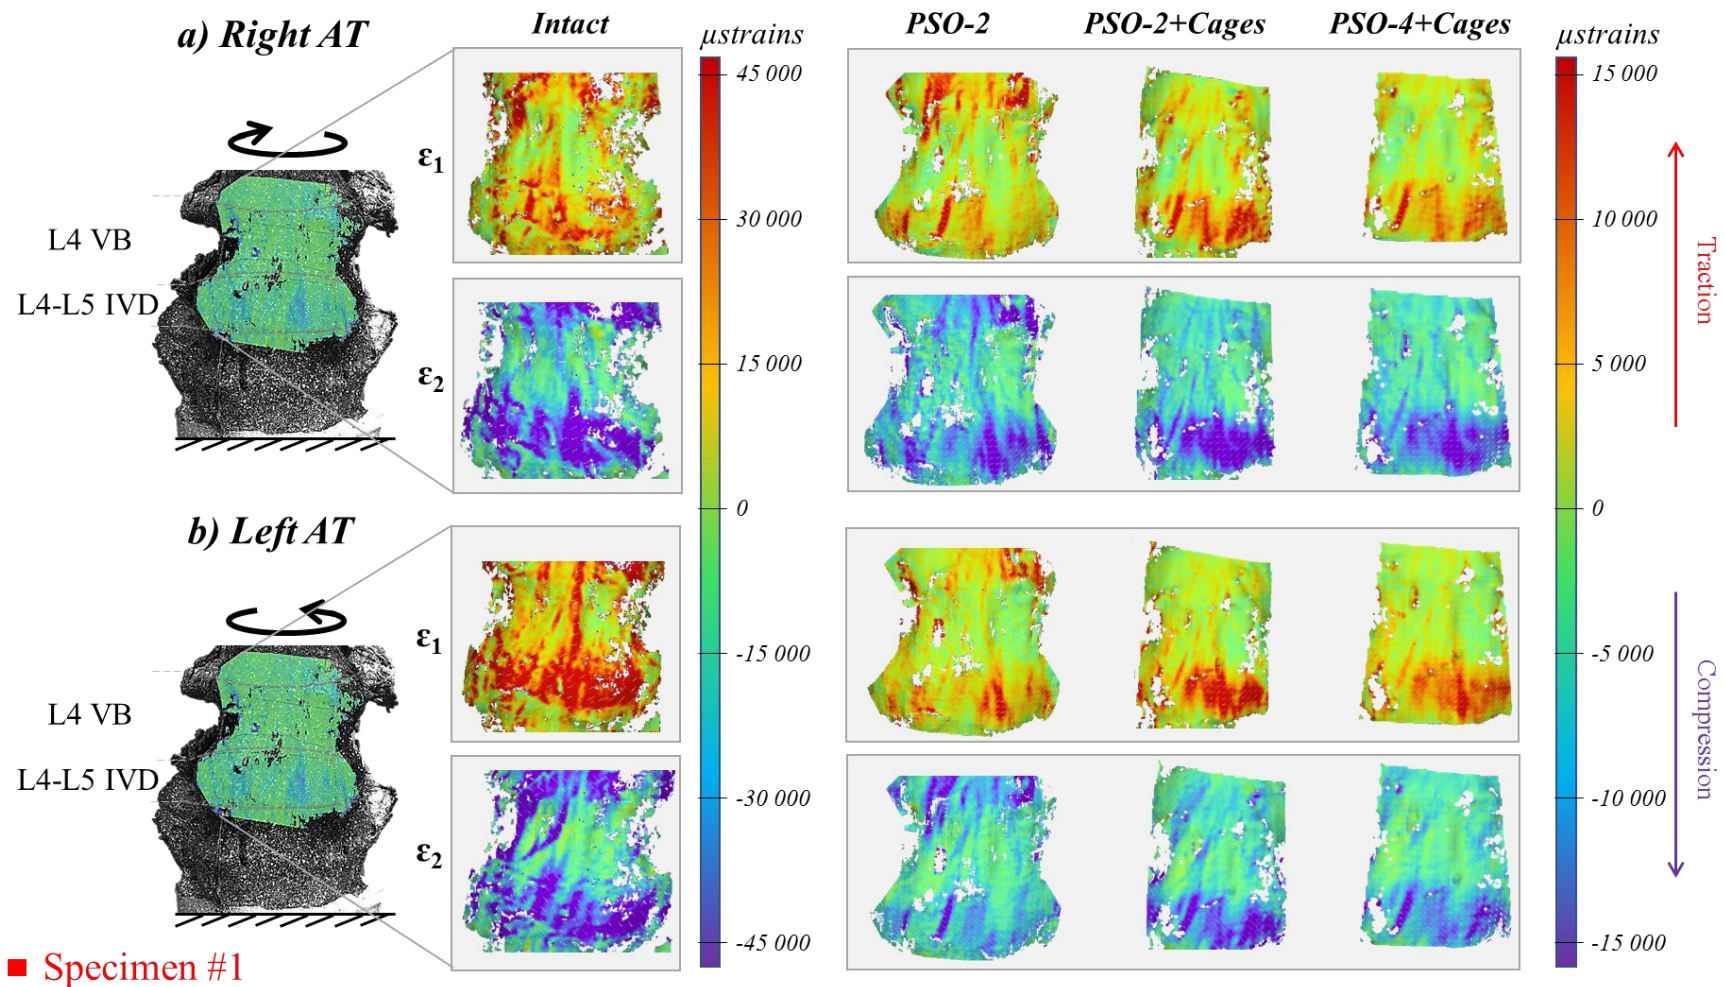 a) Right AT
Intact
μstrains
PSO-2
PSO-2+Cages
PSO-4+Cages
μstrains
45 000
30 000
15 000
0
-15 000
-30 000
-45 000
15 000
10 000
5 000
0
-5 000
-10 000
-15 000
ε1
ε2
L4 VB
L4-L5 IVD
Traction
b) Left AT
ε1
ε2
L4 VB
L4-L5 IVD
Compression
Specimen #1